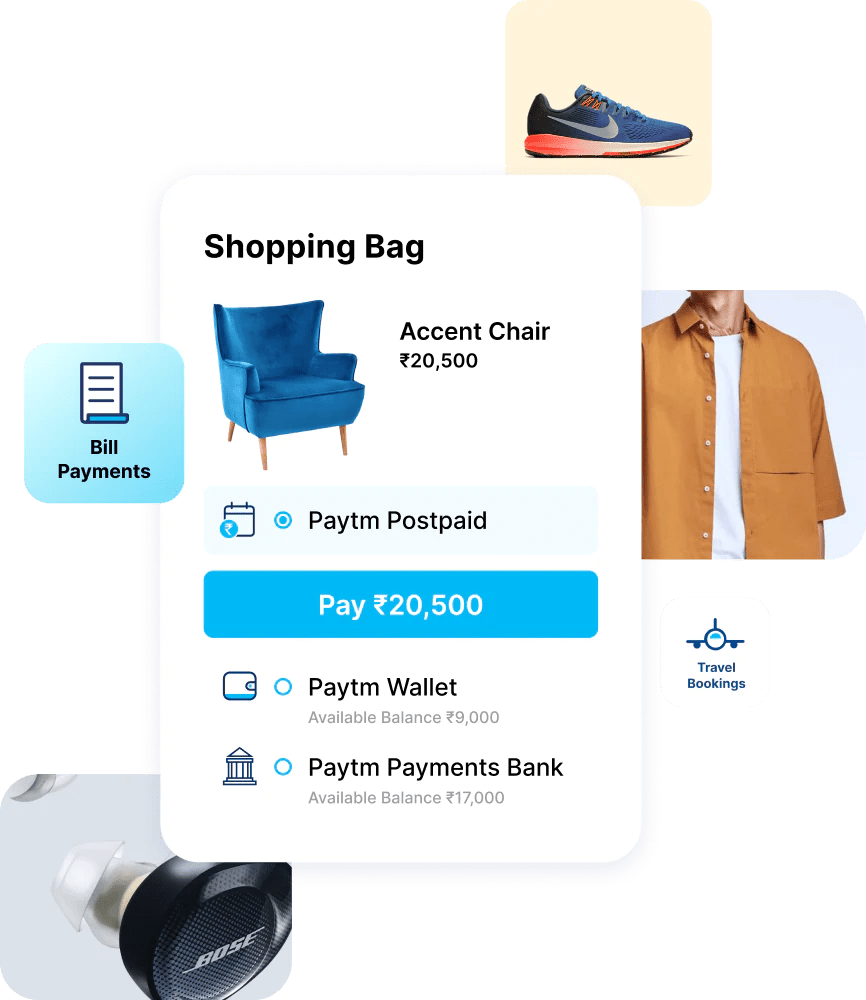 Shopping Bag
Accent Chair
₹20,500
Bill
Payments
₹
Paytm Postpaid
Pay ₹20,500
Paytm Wallet
Available Balance ₹9,000
Travel
Bookings
Paytm Payments Bank
Available Balance ₹17,000
BOSE